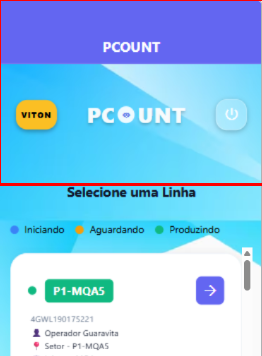 PCOUNT
VITON
PCOUNT
Selecione uma Linha
Iniciando Aguardando Produzindo
P1-MQA5
4GWL190175221
Operador Guaravita
Setor - P1-MQA5